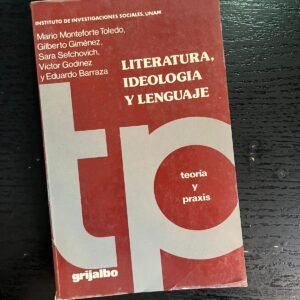 INSTITUTO DE INVESTIGACIONES SOCIALES, UNAM
Mario Monteforte Toledo,
Gilberto Giménez,
Sara Sefchovich,
Víctor Godínez
y Eduardo Barraza
LITERATURA,
IDEOLOGIA
Y LENGUAJE
tp
teoría
y
praxis
grijalbo